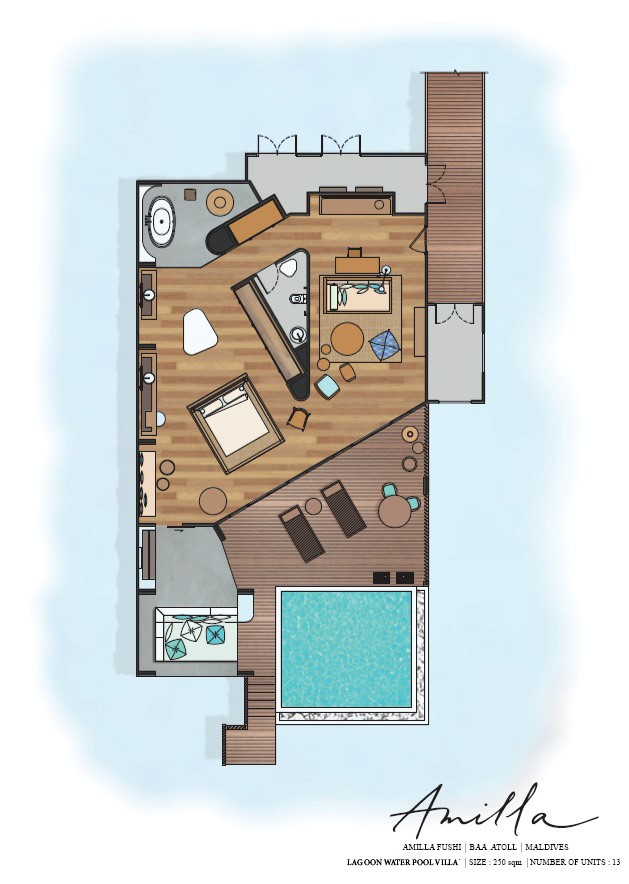 Amilla
AMILLA FUSHI | BAA .ATOLL | MALDIVES
LAGOON WATER POOL VILLA` | SIZE : 250 sqm | NUMBER OF UNITS : 13